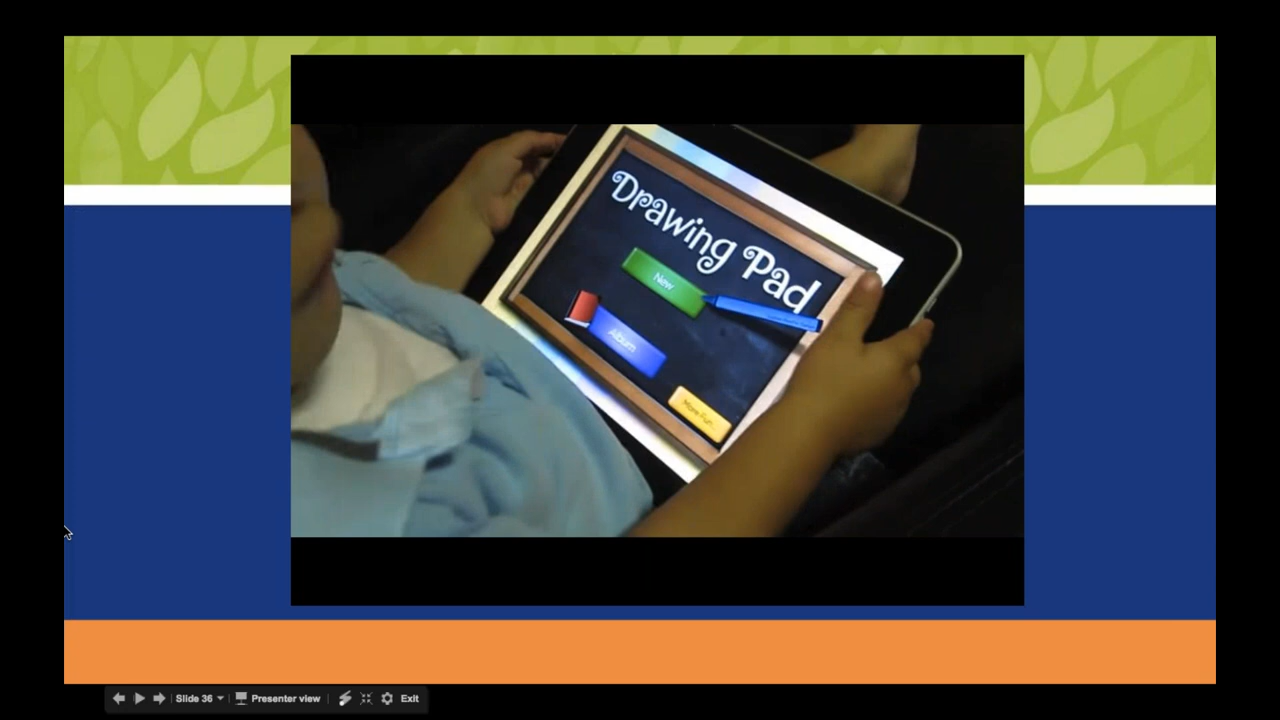 Drawing Pad
New
Album
More Fun
Slide 36
Presenter view
Exit